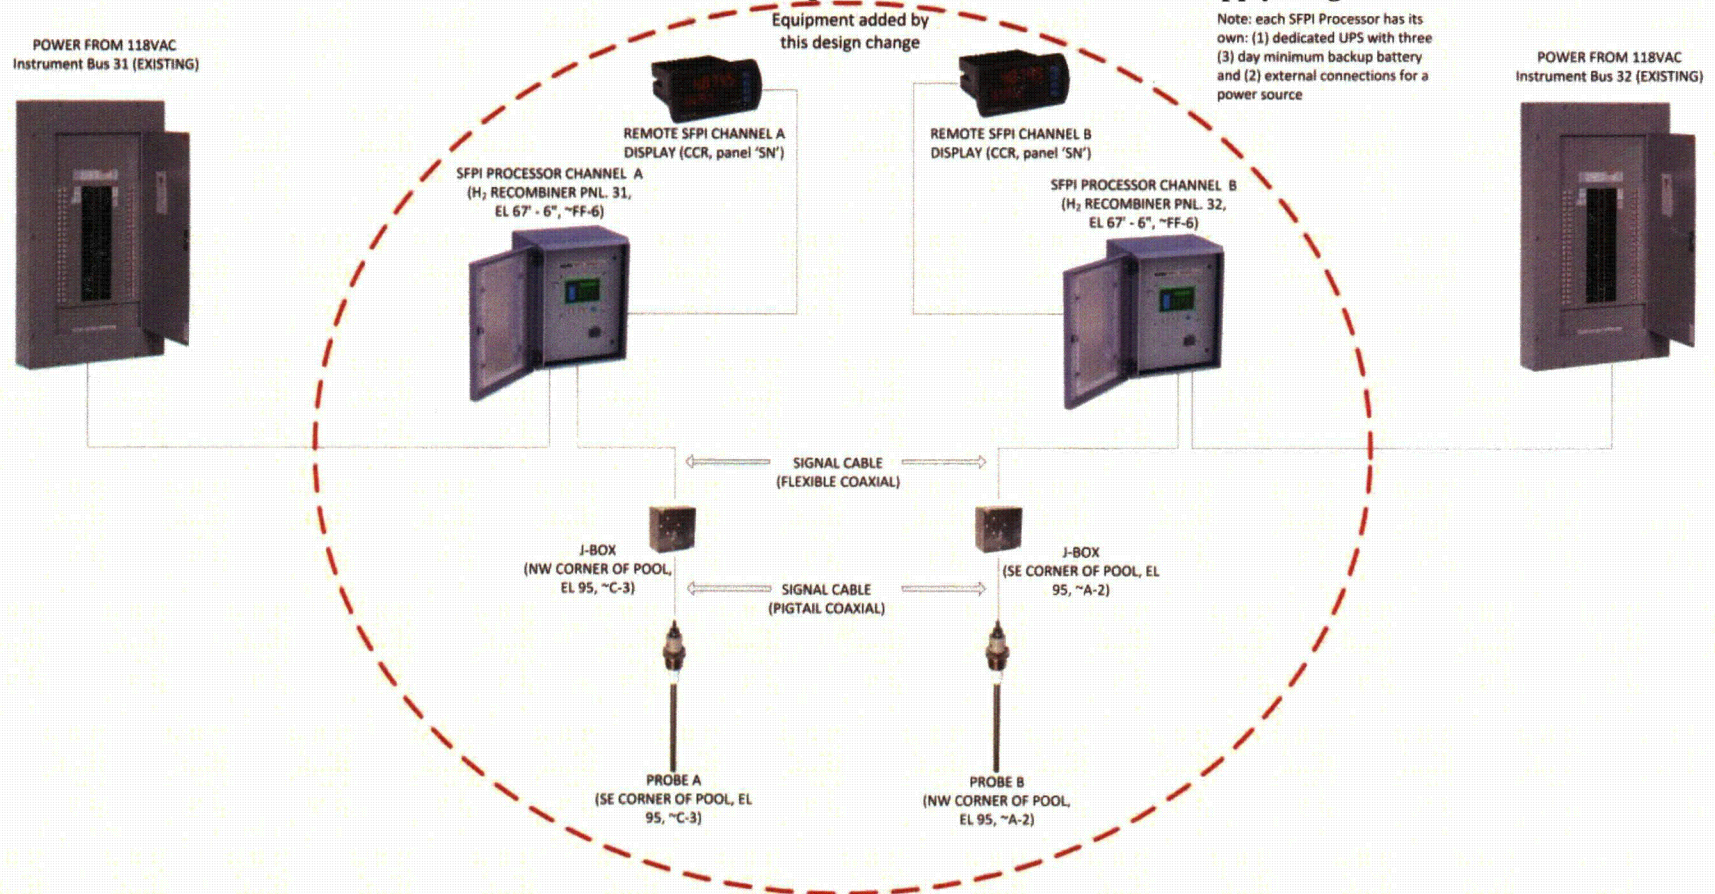 Equipment added by
this design change
Note: each SFPI Processor has its
own: (1) dedicated UPS with three
(3) day minimum backup battery
and (2) external connections for a
power source
POWER FROM 118VAC
Instrument Bus 31 (EXISTING)
POWER FROM 118VAC
Instrument Bus 32 (EXISTING)
REMOTE SFPI CHANNEL A
DISPLAY (CCR, panel 'SN')
REMOTE SFPI CHANNEL B
DISPLAY (CCR, panel 'SN')
SFPI PROCESSOR CHANNEL A
(H₂ RECOMBINER PNL. 31,
EL 67' - 6", ~FF-6)
SFPI PROCESSOR CHANNEL B
(H₂ RECOMBINER PNL. 32,
EL 67' - 6", ~FF-6)
SIGNAL CABLE
(FLEXIBLE COAXIAL)
J-BOX
(NW CORNER OF POOL,
EL 95, ~C-3)
J-BOX
(SE CORNER OF POOL, EL
95, ~A-2)
SIGNAL CABLE
(PIGTAIL COAXIAL)
PROBE A
(SE CORNER OF POOL, EL
95, ~C-3)
PROBE B
(NW CORNER OF POOL,
EL 95, ~A-2)